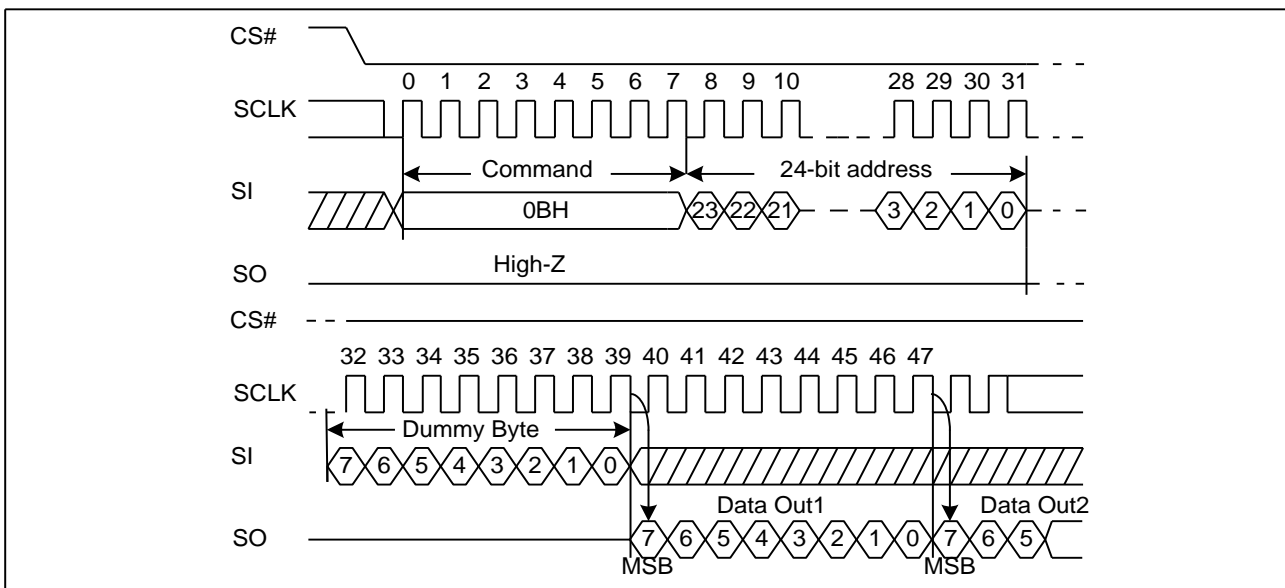 CS#
0 1 2 3 4 5 6 7 8 9 10 28 29 30 31
SCLK
Command 24-bit address
SI
0BH 23 22 21 3 2 1 0
High-Z
SO
CS#
32 33 34 35 36 37 38 39 40 41 42 43 44 45 46 47
SCLK
Dummy Byte
SI
7 6 5 4 3 2 1 0
Data Out1 Data Out2
SO
7 6 5 4 3 2 1 0 7 6 5
MSB MSB